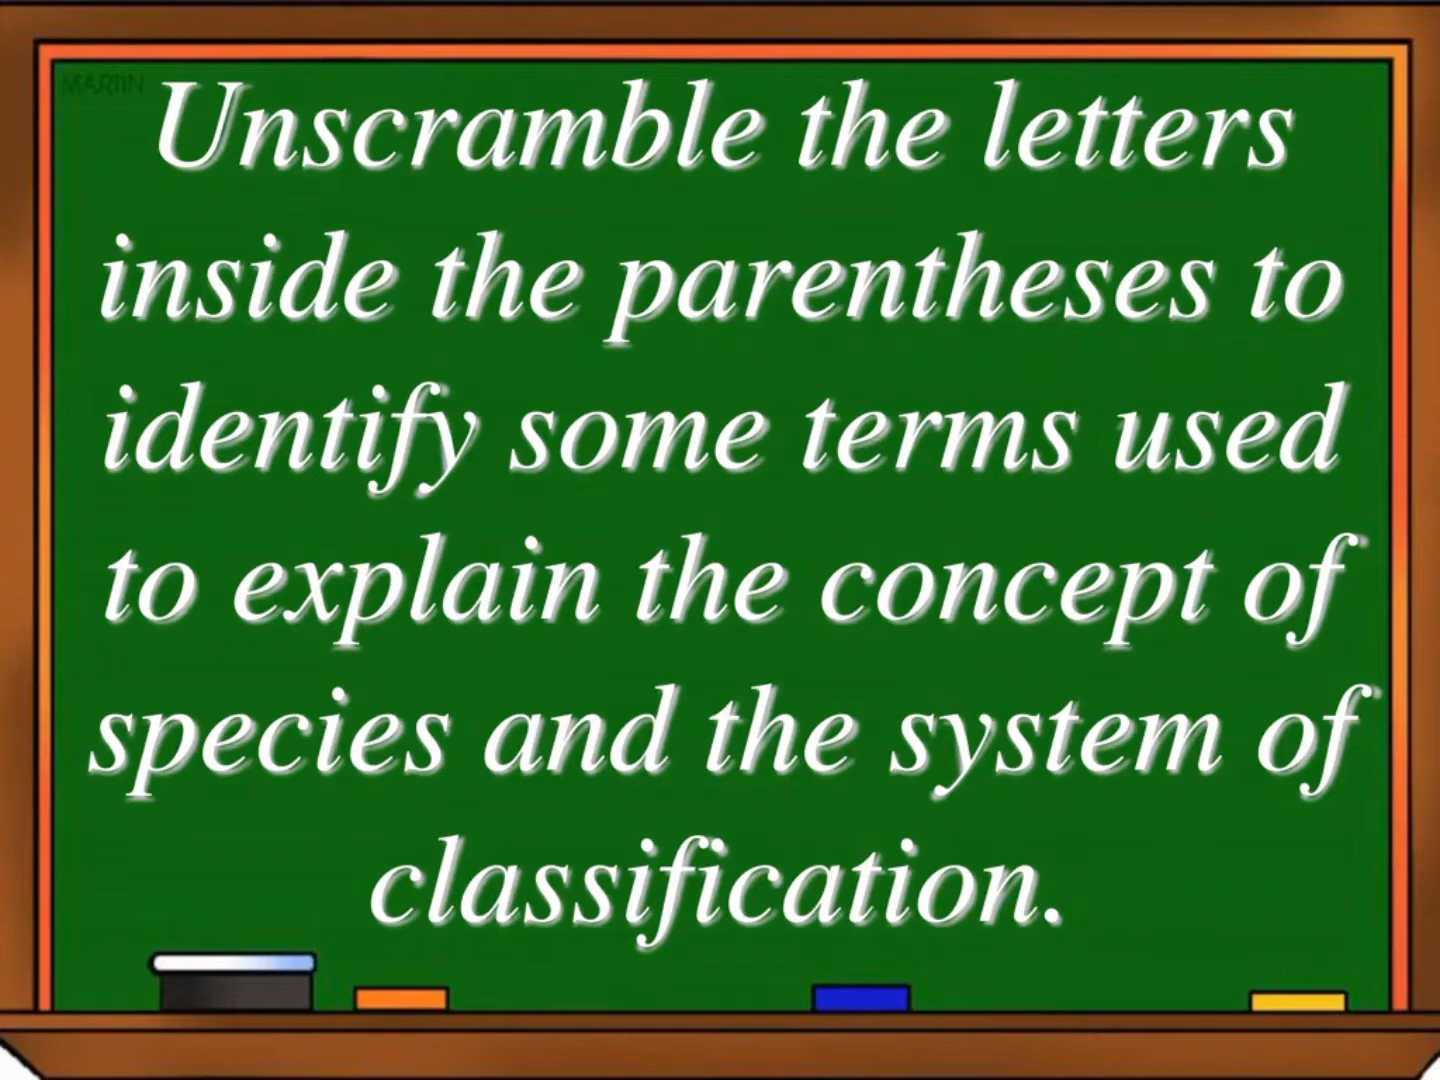 MARTIN
Unscramble the letters
inside the parentheses to
identify some terms used
to explain the concept of
species and the system of
classification.